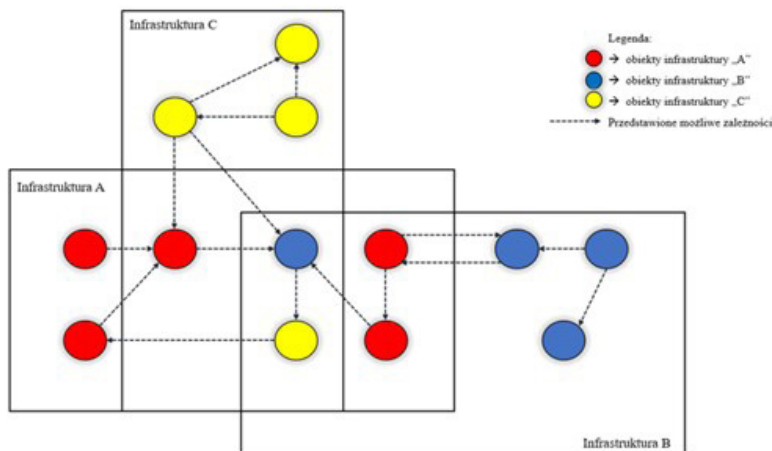 Infrastruktura C
Legenda:
→ obiekty infrastruktury „A”
→ obiekty infrastruktury „B”
→ obiekty infrastruktury „C”
Przedstawione możliwe zależności
Infrastruktura A
Infrastruktura B